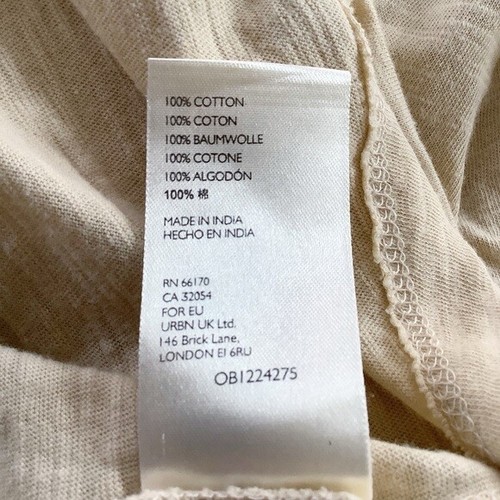 100% COTTON
100% COTON
100% BAUMWOLLE
100% COTONE
100% ALGODÓN
100% 棉
MADE IN INDIA
HECHO EN INDIA
RN 66170
CA 32054
FOR EU
URBN UK Ltd.
146 Brick Lane,
LONDON E1 6RU
OB1224275